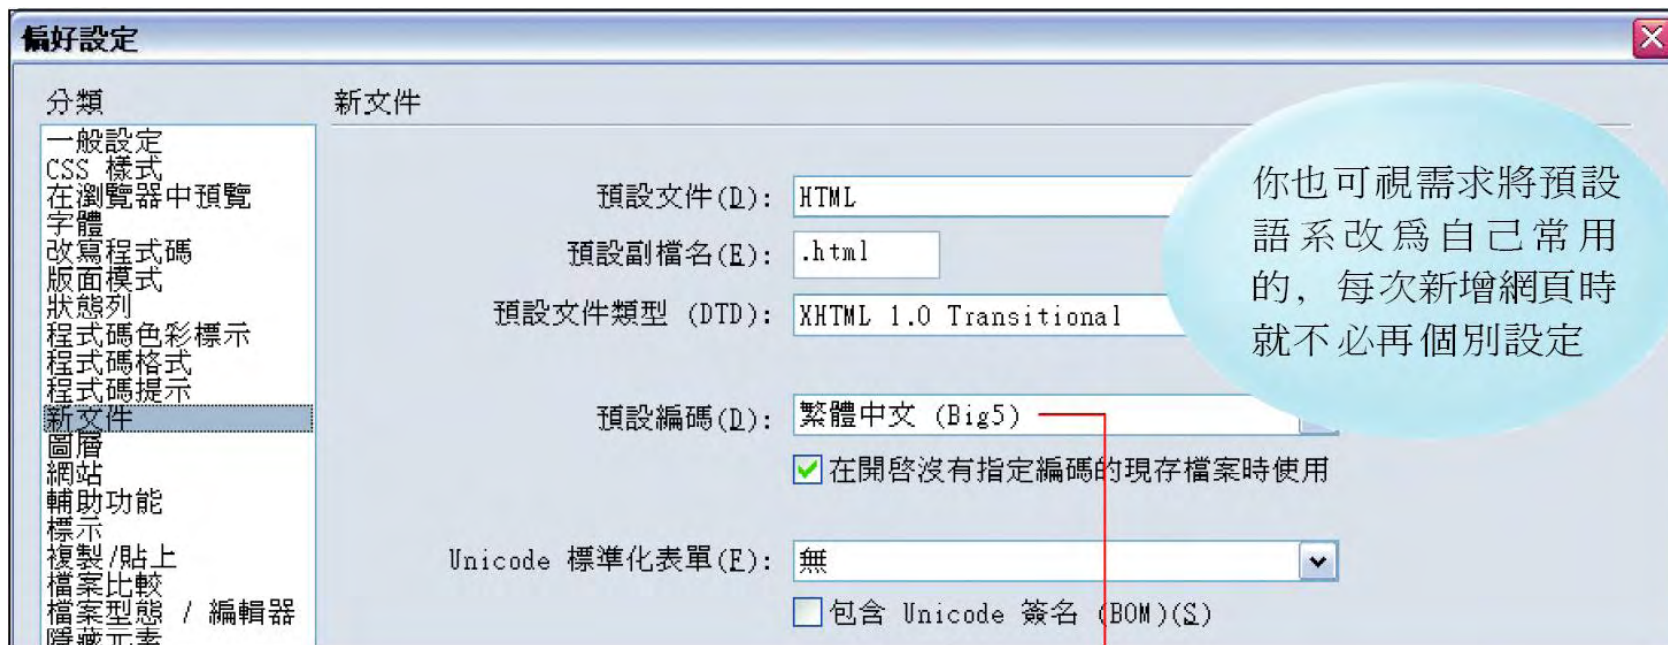 偏好設定
分類
一般設定
CSS 樣式
在瀏覽器中預覽
字體
改寫程式碼
版面模式
狀態列
程式碼色彩標示
程式碼格式
程式碼提示
新文件
圖層
網站
輔助功能
標示
複製/貼上
檔案比較
檔案型態 / 編輯器
隱藏元素
新文件
預設文件(D): HTML
預設副檔名(E): .html
預設文件類型 (DTD): XHTML 1.0 Transitional
預設編碼(D): 繁體中文 (Big5)
在開啓沒有指定編碼的現存檔案時使用
Unicode 標準化表單(F): 無
包含 Unicode 簽名 (BOM)(S)
你也可視需求將預設
語系改爲自己常用
的，每次新增網頁時
就不必再個別設定